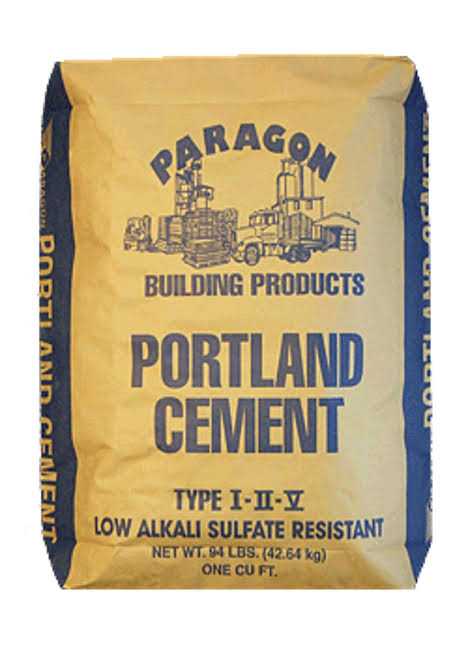 PARAGON
BUILDING PRODUCTS
PORTLAND
CEMENT
TYPE I-II-V
LOW ALKALI SULFATE RESISTANT
NET WT. 94 LBS. (42.64 kg)
ONE CU FT.
PARAGON PORTLAND CEMENT
PORTLAND CEMENT